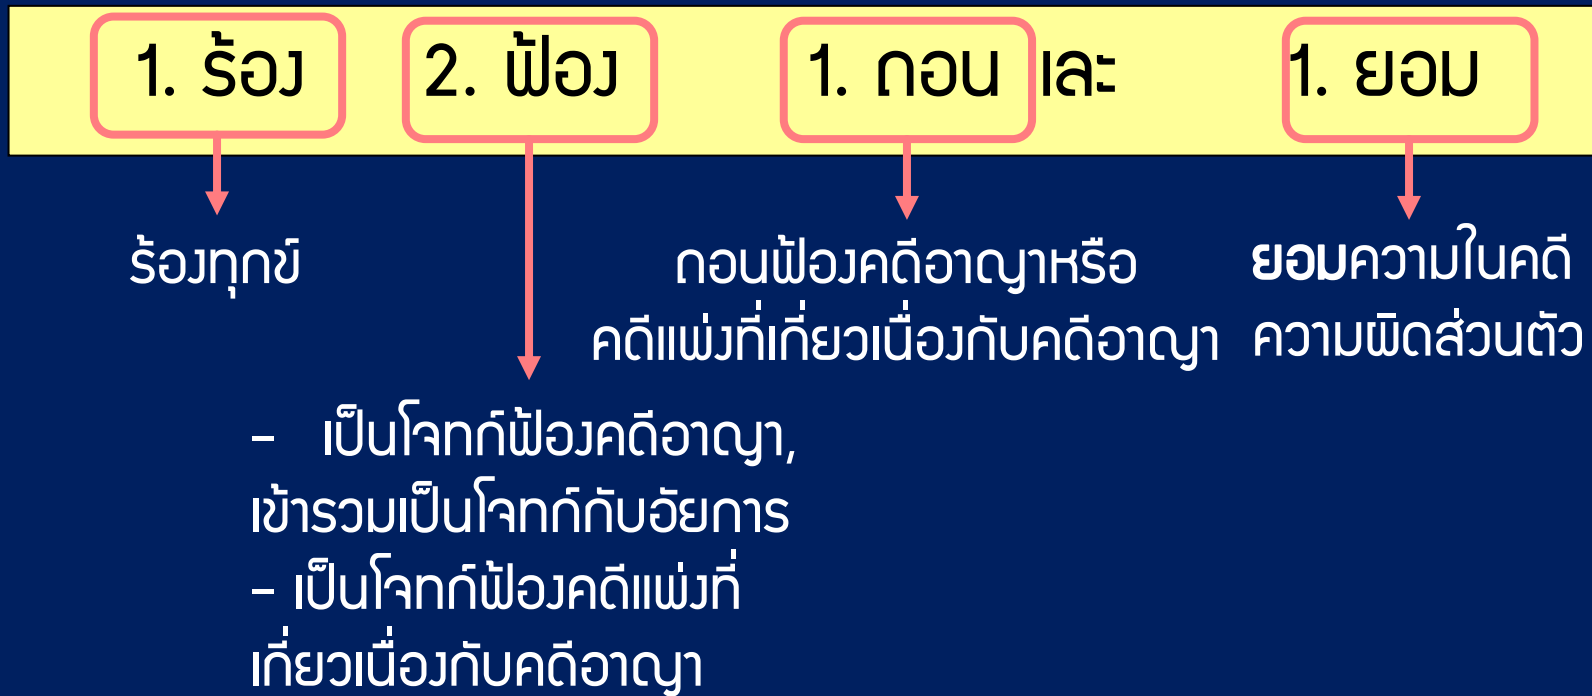 1. ร้อง 2. ฟ้อง 1. ถอน และ 1. ยอม
ร้องทุกข์
ถอนฟ้องคดีอาญาหรือ
คดีแพ่งที่เกี่ยวเนื่องกับคดีอาญา
ยอมความในคดี
ความผิดส่วนตัว
– เป็นโจทก์ฟ้องคดีอาญา,
เข้ารวมเป็นโจทก์กับอัยการ
– เป็นโจทก์ฟ้องคดีแพ่งที่
เกี่ยวเนื่องกับคดีอาญา